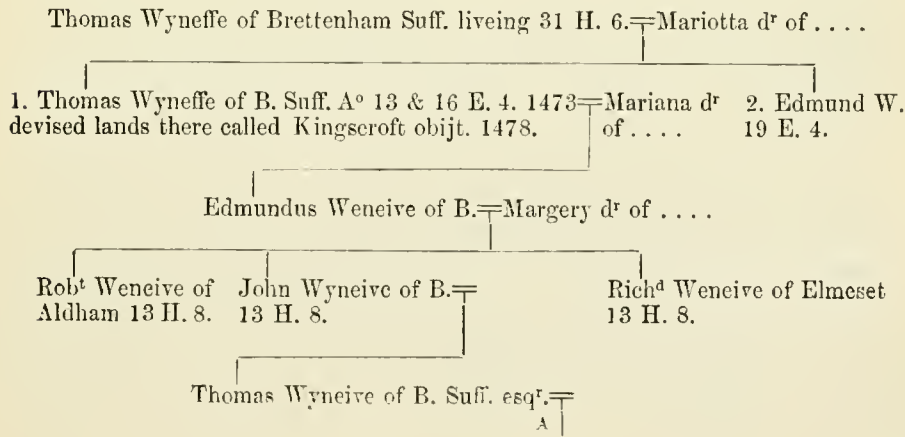 Thomas Wyneffe of Brettenham Suff. liveing 31 H. 6.=Mariotta dʳ of . . . .
1. Thomas Wyneffe of B. Suff. Aᵒ 13 & 16 E. 4. 1473=Mariana dʳ 2. Edmund W.
devised lands there called Kingscroft obijt. 1478. of . . . . 19 E. 4.
Edmundus Weneive of B.=Margery dʳ of . . . .
Robᵗ Weneive of John Wyneive of B.= Richᵈ Weneive of Elmeset
Aldham 13 H. 8. 13 H. 8. 13 H. 8.
Thomas Wyneive of B. Suff. esqʳ.=
A